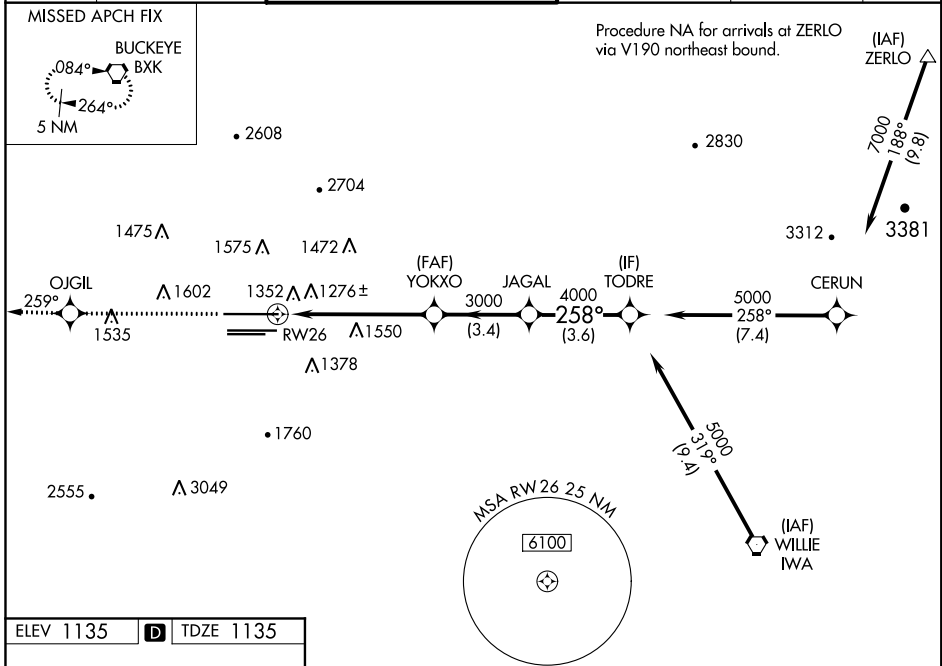 MISSED APCH FIX
BUCKEYE
BXK
084°
264°
5 NM
Procedure NA for arrivals at ZERLO
via V190 northeast bound.
(IAF)
ZERLO
7000
188°
(9.8)
2608
2830
2704
3381
3312
1475
1575
1472
OJGIL
(FAF)
YOKXO
JAGAL
(IF)
TODRE
CERUN
259°
1602
1352
1276±
3000
(3.4)
4000
258°
(3.6)
5000
258°
(7.4)
1535
RW26
1550
1378
5000
319°
(9.4)
1760
2555
3049
MSA RW 26 25 NM
6100
(IAF)
WILLIE
IWA
ELEV 1135 D TDZE 1135